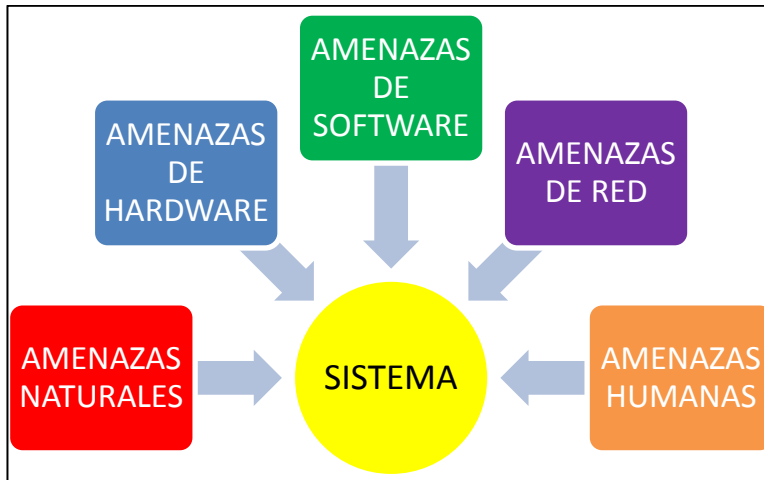 AMENAZAS
DE
SOFTWARE
AMENAZAS
DE
HARDWARE
AMENAZAS
DE RED
AMENAZAS
NATURALES
SISTEMA
AMENAZAS
HUMANAS